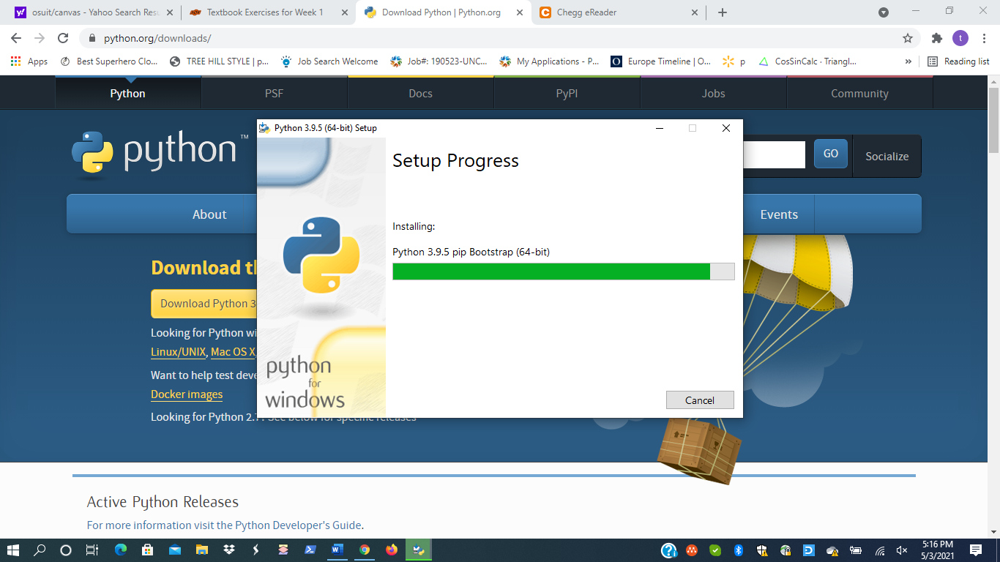 osuit/canvas - Yahoo Search Resu
Textbook Exercises for Week 1
Download Python | Python.org
Chegg eReader
python.org/downloads/
t
Apps
Best Superhero Clo...
TREE HILL STYLE | p...
Job Search Welcome
Job#: 190523-UNC...
My Applications - P...
Europe Timeline | O...
p
CosSinCalc · Triangl...
»
Reading list
Python
PSF
Docs
PyPI
Jobs
Community
python™
GO
Socialize
About
Events
Python 3.9.5 (64-bit) Setup
Setup Progress
Installing:
Python 3.9.5 pip Bootstrap (64-bit)
Cancel
python
for
windows
Download t
Download Python 3
Looking for Python wi
Linux/UNIX, Mac OS X,
Want to help test deve
Docker images
Looking for Python 2.7? See below for specific releases
Active Python Releases
For more information visit the Python Developer's Guide.
5:16 PM
5/3/2021